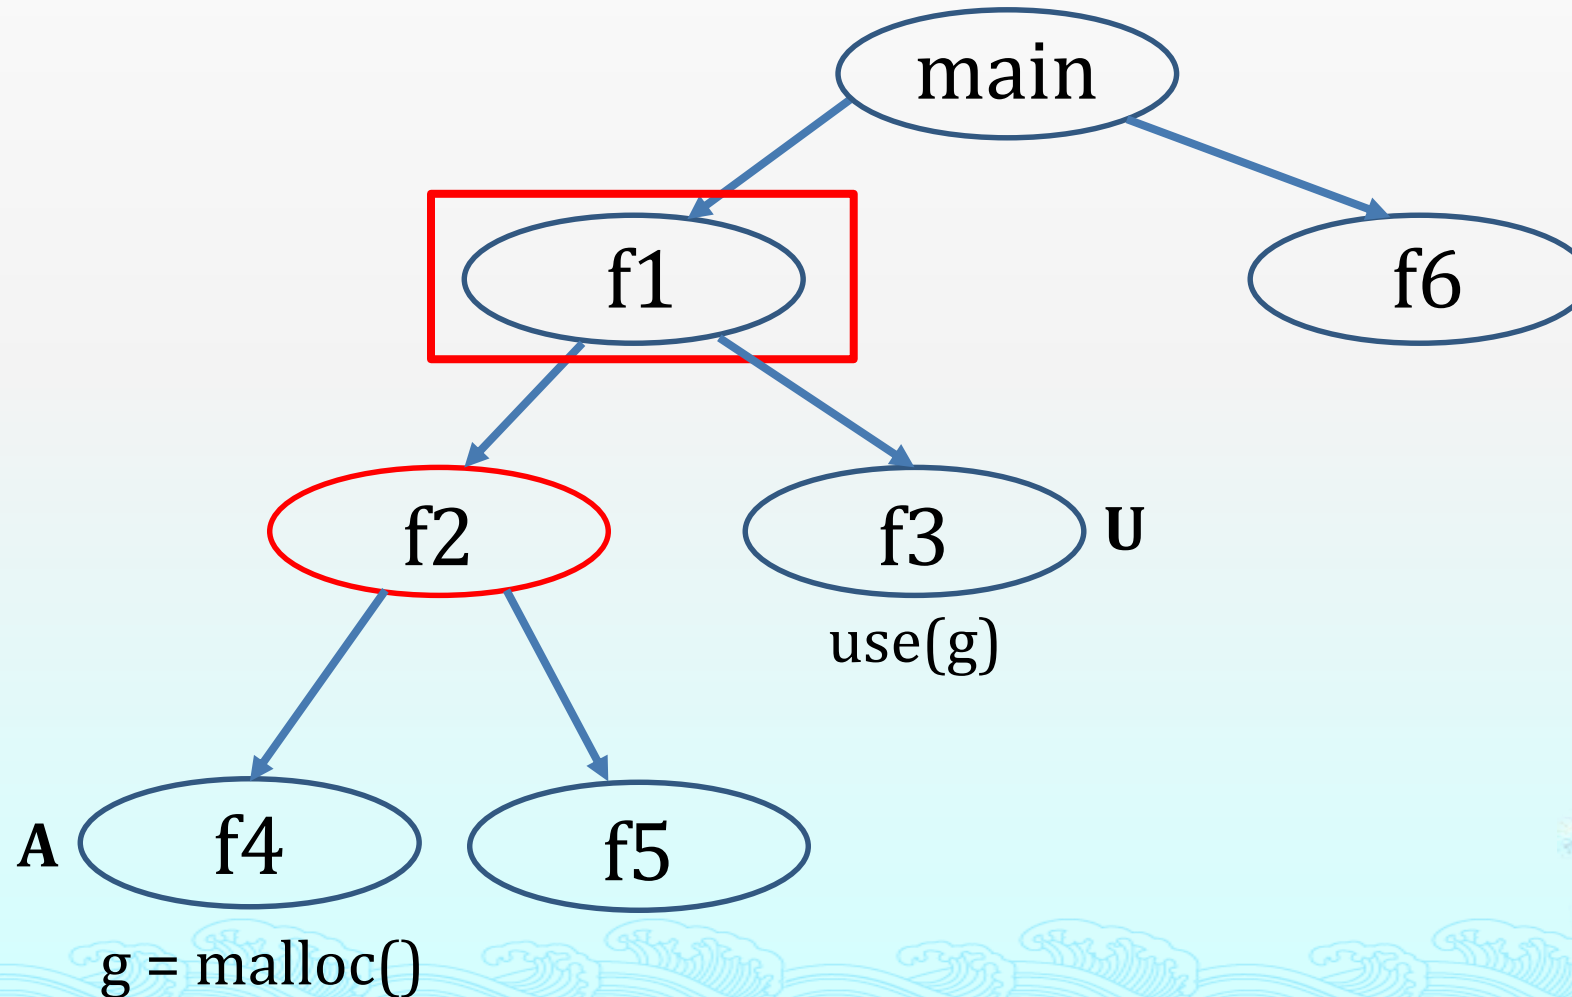 main
f1
f6
f2
f3
U
use(g)
A
f4
f5
g = malloc()